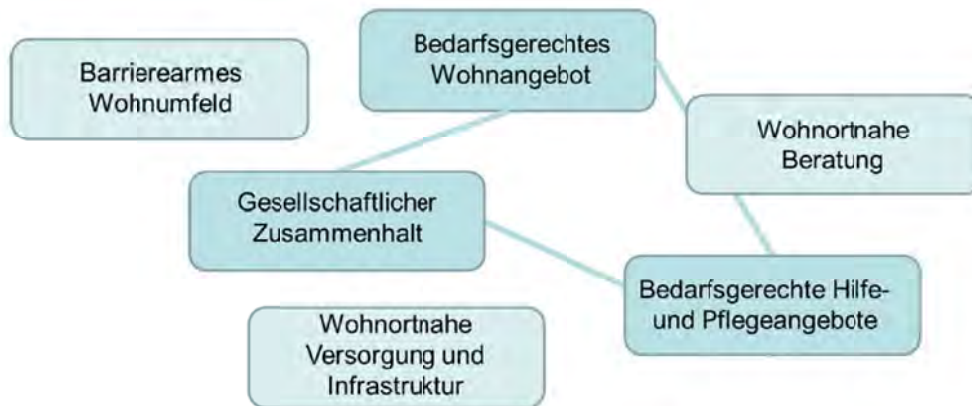 Bedarfsgerechtes
Wohnangebot
Barrierearmes
Wohnumfeld
Wohnortnahe
Beratung
Gesellschaftlicher
Zusammenhalt
Bedarfsgerechte Hilfe-
und Pflegeangebote
Wohnortnahe
Versorgung und
Infrastruktur